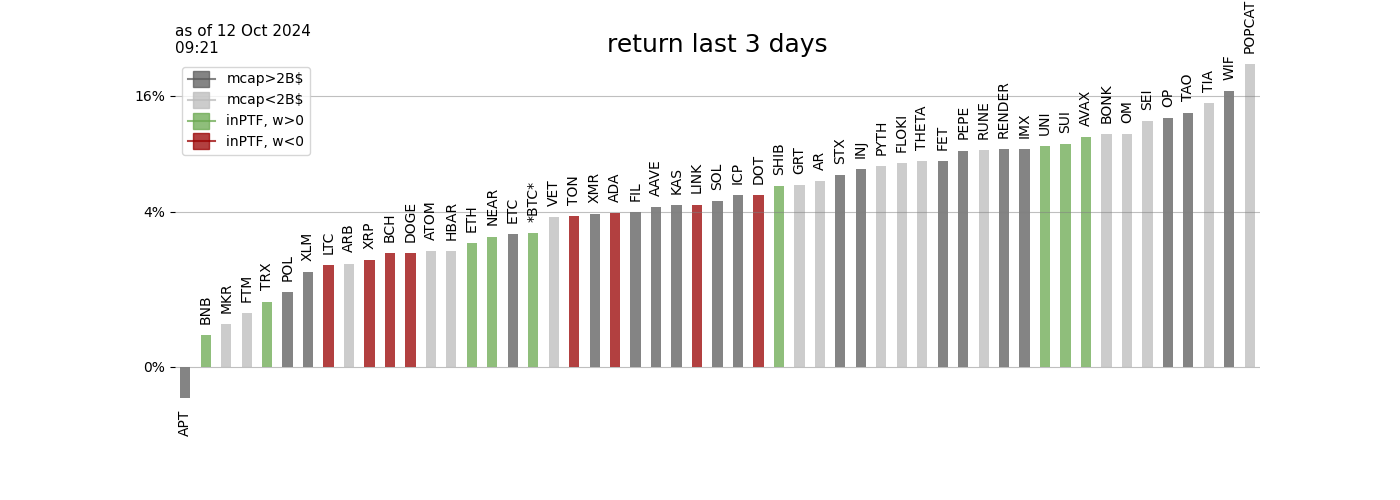 as of 12 Oct 2024
09:21
return last 3 days
mcap>2B$
mcap<2B$
inPTF, w>0
inPTF, w<0
16%
4%
0%
APT
BNB
MKR
FTM
TRX
POL
XLM
LTC
ARB
XRP
BCH
DOGE
ATOM
HBAR
ETH
NEAR
ETC
*BTC*
VET
TON
XMR
ADA
FIL
AAVE
KAS
LINK
SOL
ICP
DOT
SHIB
GRT
AR
STX
INJ
PYTH
FLOKI
THETA
FET
PEPE
RUNE
RENDER
IMX
UNI
SUI
AVAX
BONK
OM
SEI
OP
TAO
TIA
WIF
POPCAT